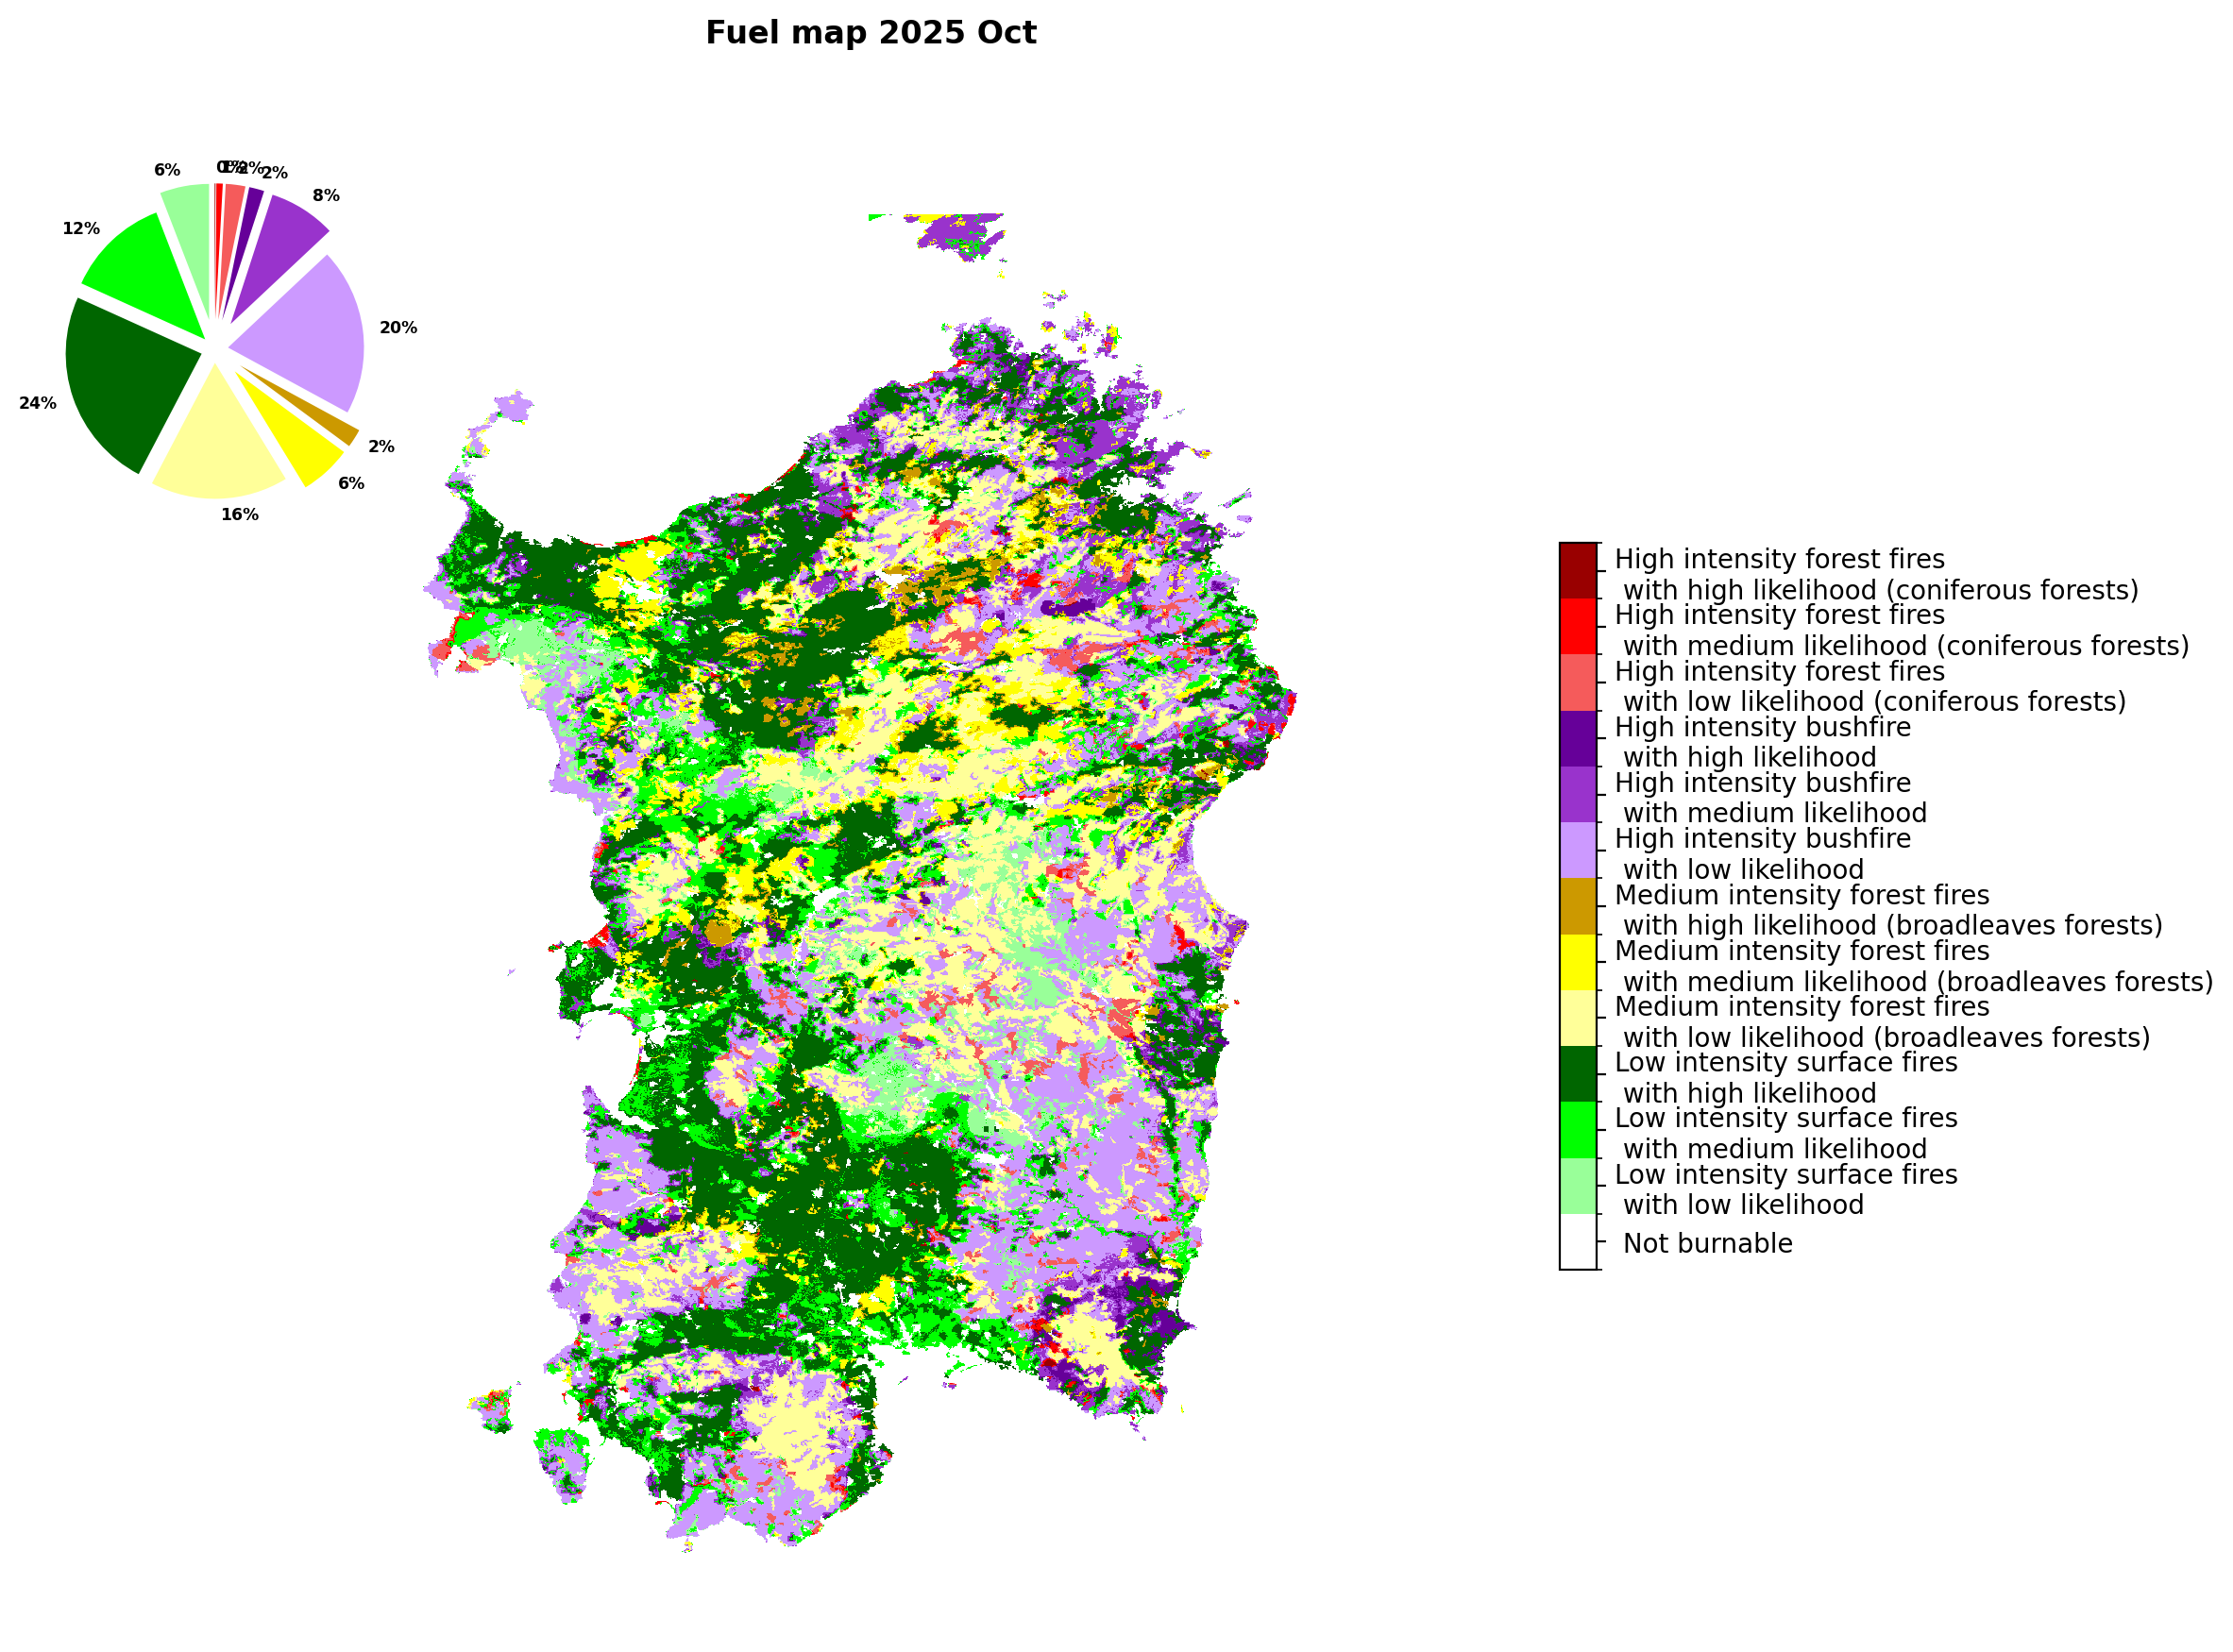 Fuel map 2025 Oct
6%
0%
1%
2%
2%
8%
12%
20%
24%
2%
6%
16%
High intensity forest fires
with high likelihood (coniferous forests)
High intensity forest fires
with medium likelihood (coniferous forests)
High intensity forest fires
with low likelihood (coniferous forests)
High intensity bushfire
with high likelihood
High intensity bushfire
with medium likelihood
High intensity bushfire
with low likelihood
Medium intensity forest fires
with high likelihood (broadleaves forests)
Medium intensity forest fires
with medium likelihood (broadleaves forests)
Medium intensity forest fires
with low likelihood (broadleaves forests)
Low intensity surface fires
with high likelihood
Low intensity surface fires
with medium likelihood
Low intensity surface fires
with low likelihood
Not burnable